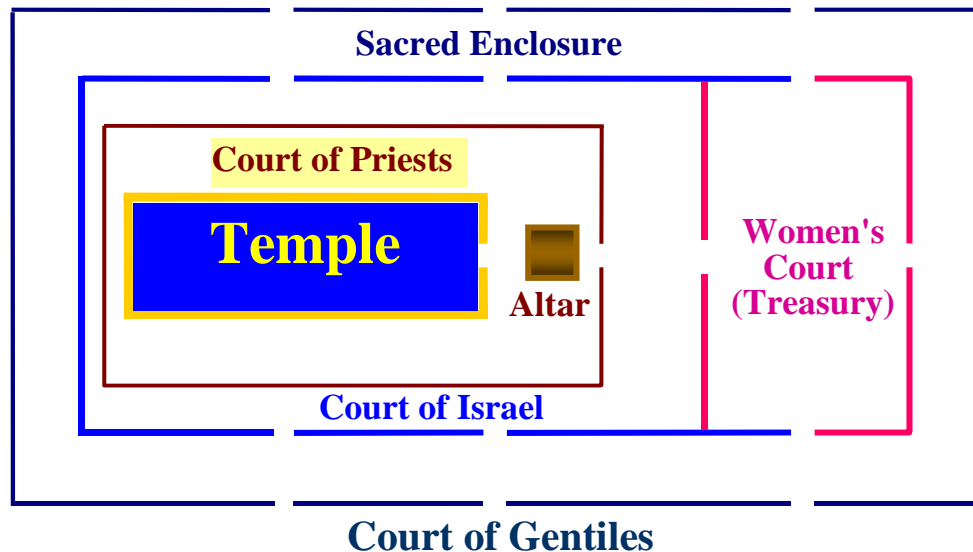 Sacred Enclosure
Court of Priests
Temple
Altar
Women's
Court
(Treasury)
Court of Israel
Court of Gentiles